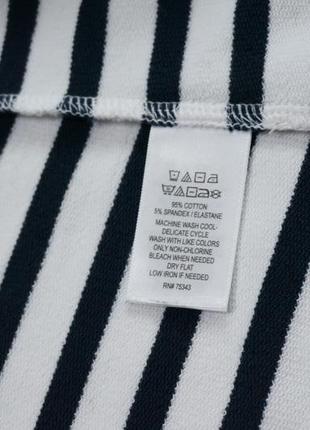 95% COTTON
5% SPANDEX / ELASTANE
MACHINE WASH COOL-
DELICATE CYCLE
WASH WITH LIKE COLORS
ONLY NON-CHLORINE
BLEACH WHEN NEEDED
DRY FLAT
LOW IRON IF NEEDED
RN# 75343